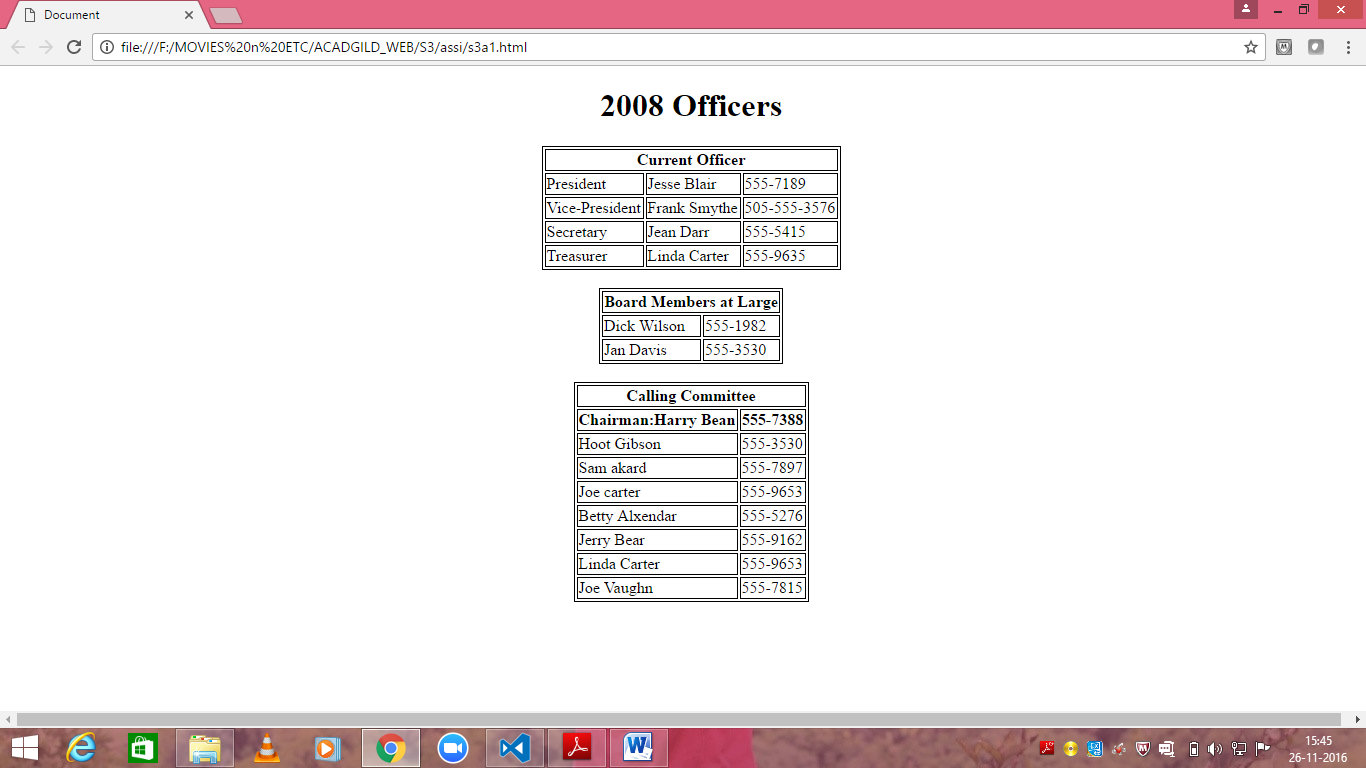 Document
file:///F:/MOVIES%20n%20ETC/ACADGILD_WEB/S3/assi/s3a1.html
2008 Officers
Current Officer
President Jesse Blair 555-7189
Vice-President Frank Smythe 505-555-3576
Secretary Jean Darr 555-5415
Treasurer Linda Carter 555-9635
Board Members at Large
Dick Wilson 555-1982
Jan Davis 555-3530
Calling Committee
Chairman:Harry Bean 555-7388
Hoot Gibson 555-3530
Sam akard 555-7897
Joe carter 555-9653
Betty Alxendar 555-5276
Jerry Bear 555-9162
Linda Carter 555-9653
Joe Vaughn 555-7815
15:45
26-11-2016